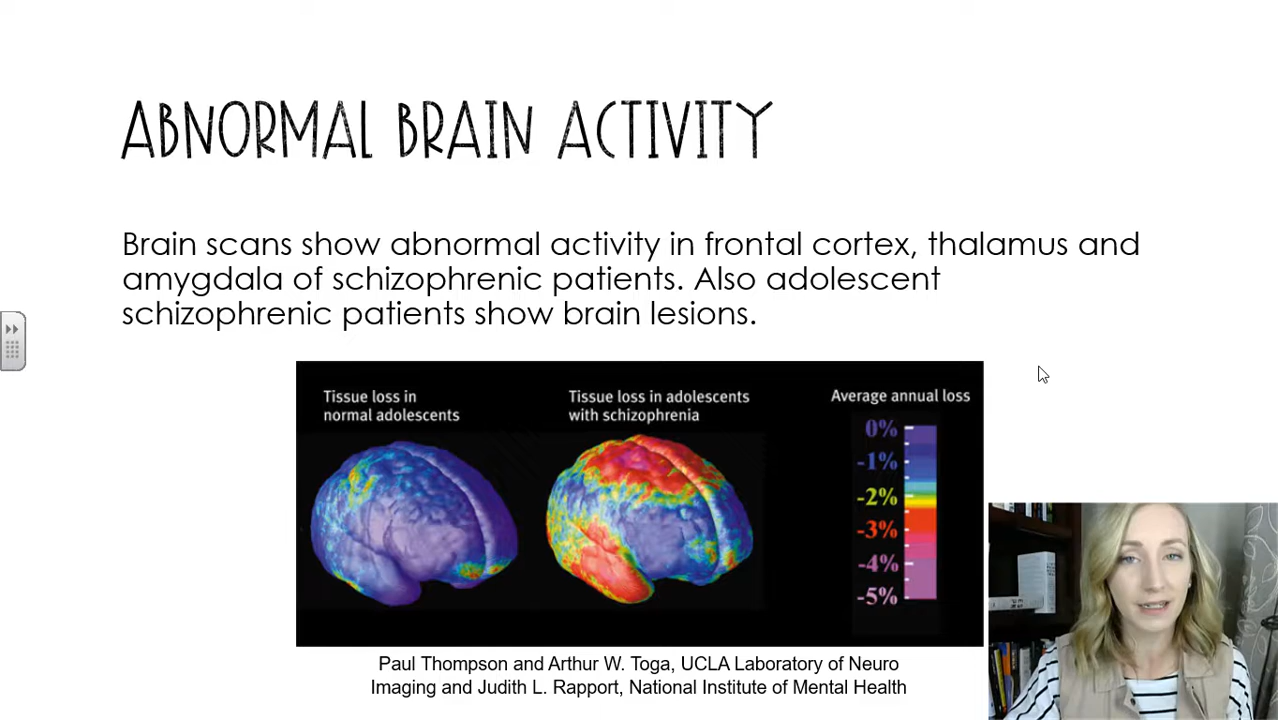 ABNORMAL BRAIN ACTIVITY
Brain scans show abnormal activity in frontal cortex, thalamus and
amygdala of schizophrenic patients. Also adolescent
schizophrenic patients show brain lesions.
Tissue loss in
normal adolescents
Tissue loss in adolescents
with schizophrenia
Average annual loss
0%
-1%
-2%
-3%
-4%
-5%
Paul Thompson and Arthur W. Toga, UCLA Laboratory of Neuro
Imaging and Judith L. Rapport, National Institute of Mental Health